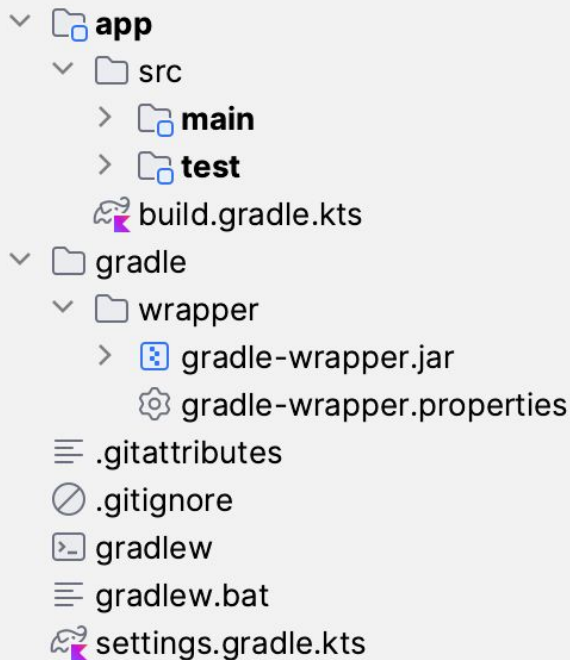 app
src
main
test
build.gradle.kts
gradle
wrapper
gradle-wrapper.jar
gradle-wrapper.properties
.gitattributes
.gitignore
gradlew
gradlew.bat
settings.gradle.kts